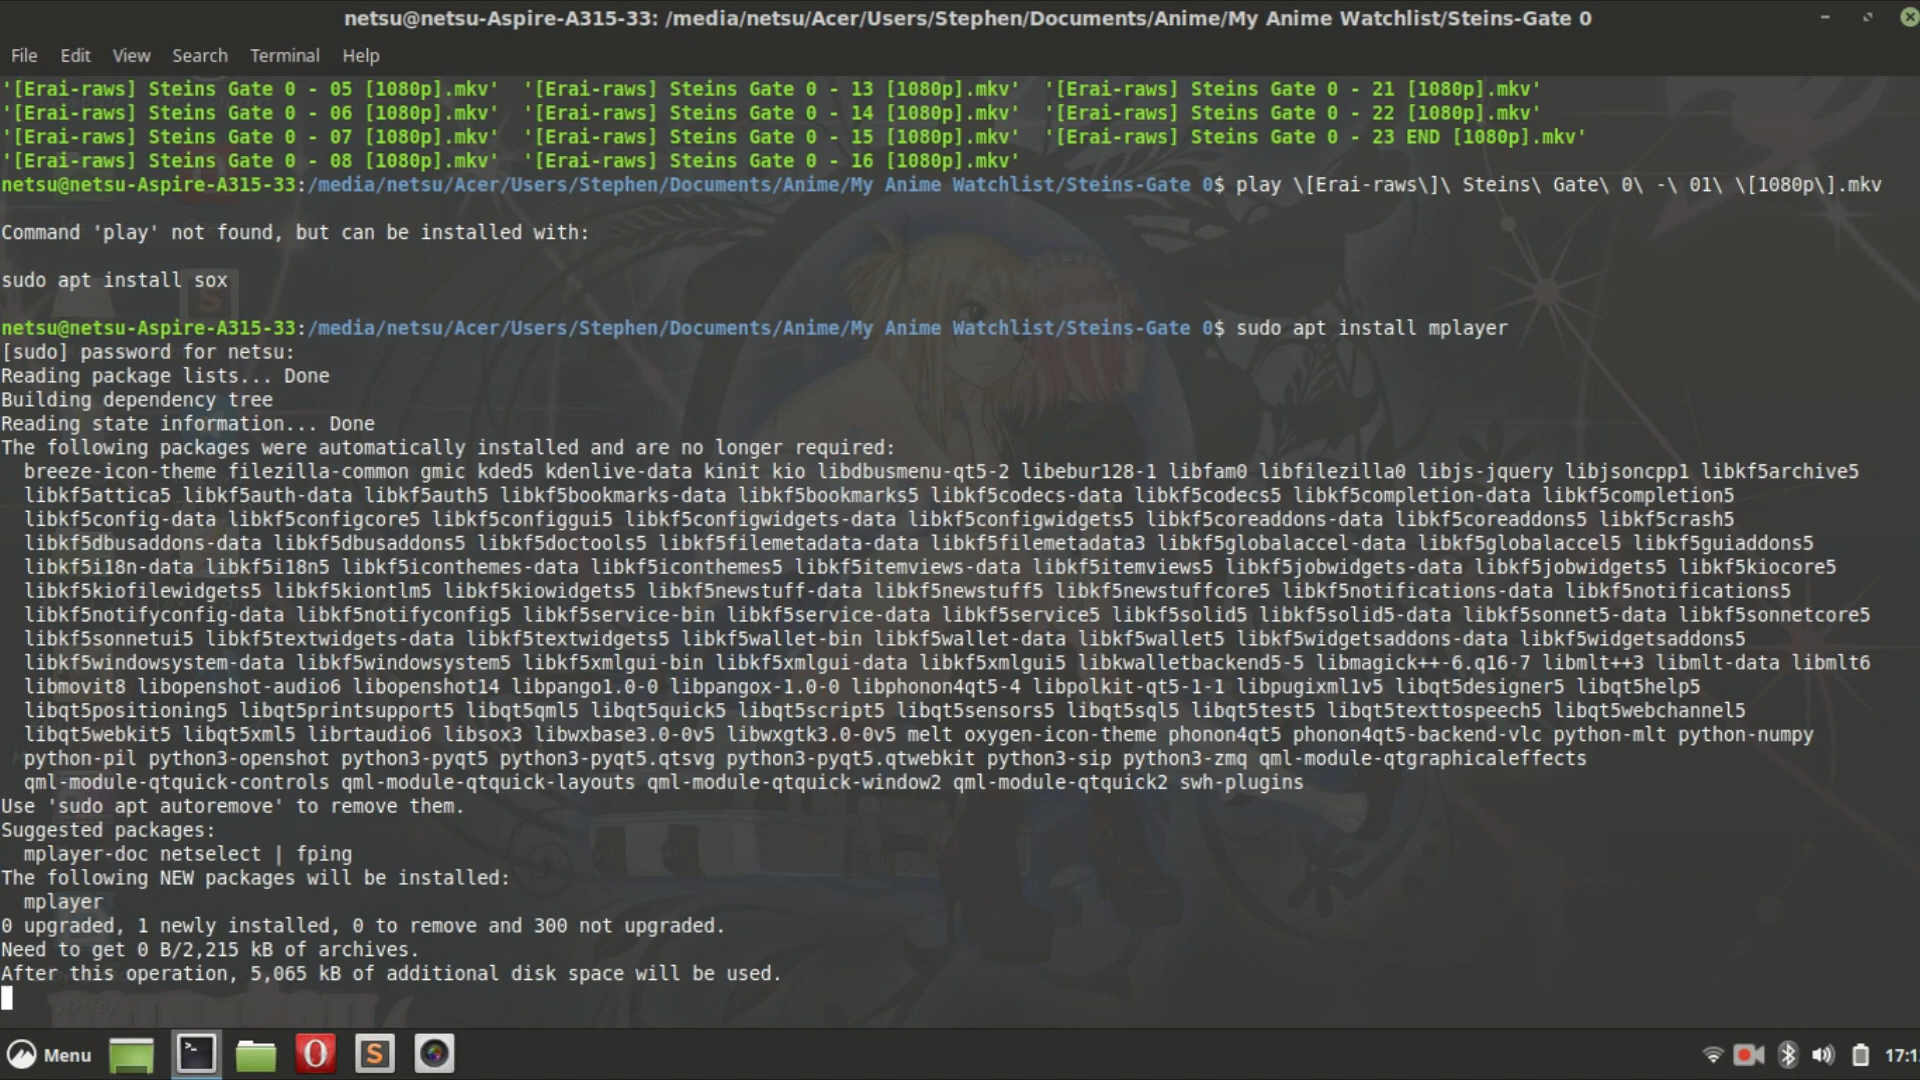 netsu@netsu-Aspire-A315-33: /media/netsu/Acer/Users/Stephen/Documents/Anime/My Anime Watchlist/Steins-Gate 0
File Edit View Search Terminal Help
'[Erai-raws] Steins Gate 0 - 05 [1080p].mkv' '[Erai-raws] Steins Gate 0 - 13 [1080p].mkv' '[Erai-raws] Steins Gate 0 - 21 [1080p].mkv'
'[Erai-raws] Steins Gate 0 - 06 [1080p].mkv' '[Erai-raws] Steins Gate 0 - 14 [1080p].mkv' '[Erai-raws] Steins Gate 0 - 22 [1080p].mkv'
'[Erai-raws] Steins Gate 0 - 07 [1080p].mkv' '[Erai-raws] Steins Gate 0 - 15 [1080p].mkv' '[Erai-raws] Steins Gate 0 - 23 END [1080p].mkv'
'[Erai-raws] Steins Gate 0 - 08 [1080p].mkv' '[Erai-raws] Steins Gate 0 - 16 [1080p].mkv'
netsu@netsu-Aspire-A315-33:/media/netsu/Acer/Users/Stephen/Documents/Anime/My Anime Watchlist/Steins-Gate 0$ play \[Erai-raws\]\ Steins\ Gate\ 0\ -\ 01\ \[1080p\].mkv
Command 'play' not found, but can be installed with:
sudo apt install sox
netsu@netsu-Aspire-A315-33:/media/netsu/Acer/Users/Stephen/Documents/Anime/My Anime Watchlist/Steins-Gate 0$ sudo apt install mplayer
[sudo] password for netsu:
Reading package lists... Done
Building dependency tree
Reading state information... Done
The following packages were automatically installed and are no longer required:
breeze-icon-theme filezilla-common gmic kded5 kdenlive-data kinit kio libdbusmenu-qt5-2 libebur128-1 libfam0 libfilezilla0 libjs-jquery libjsoncpp1 libkf5archive5
libkf5attica5 libkf5auth-data libkf5auth5 libkf5bookmarks-data libkf5bookmarks5 libkf5codecs-data libkf5codecs5 libkf5completion-data libkf5completion5
libkf5config-data libkf5configcore5 libkf5configgui5 libkf5configwidgets-data libkf5configwidgets5 libkf5coreaddons-data libkf5coreaddons5 libkf5crash5
libkf5dbusaddons-data libkf5dbusaddons5 libkf5doctools5 libkf5filemetadata-data libkf5filemetadata3 libkf5globalaccel-data libkf5globalaccel5 libkf5guiaddons5
libkf5i18n-data libkf5i18n5 libkf5iconthemes-data libkf5iconthemes5 libkf5itemviews-data libkf5itemviews5 libkf5jobwidgets-data libkf5jobwidgets5 libkf5kiocore5
libkf5kiofilewidgets5 libkf5kiontlm5 libkf5kiowidgets5 libkf5newstuff-data libkf5newstuff5 libkf5newstuffcore5 libkf5notifications-data libkf5notifications5
libkf5notifyconfig-data libkf5notifyconfig5 libkf5service-bin libkf5service-data libkf5service5 libkf5solid5 libkf5solid5-data libkf5sonnet5-data libkf5sonnetcore5
libkf5sonnetui5 libkf5textwidgets-data libkf5textwidgets5 libkf5wallet-bin libkf5wallet-data libkf5wallet5 libkf5widgetsaddons-data libkf5widgetsaddons5
libkf5windowsystem-data libkf5windowsystem5 libkf5xmlgui-bin libkf5xmlgui-data libkf5xmlgui5 libkwalletbackend5-5 libmagick++-6.q16-7 libmlt++3 libmlt-data libmlt6
libmovit8 libopenshot-audio6 libopenshot14 libpango1.0-0 libpangox-1.0-0 libphonon4qt5-4 libpolkit-qt5-1-1 libpugixml1v5 libqt5designer5 libqt5help5
libqt5positioning5 libqt5printsupport5 libqt5qml5 libqt5quick5 libqt5script5 libqt5sensors5 libqt5sql5 libqt5test5 libqt5texttospeech5 libqt5webchannel5
libqt5webkit5 libqt5xml5 librtaudio6 libsox3 libwxbase3.0-0v5 libwxgtk3.0-0v5 melt oxygen-icon-theme phonon4qt5 phonon4qt5-backend-vlc python-mlt python-numpy
python-pil python3-openshot python3-pyqt5 python3-pyqt5.qtsvg python3-pyqt5.qtwebkit python3-sip python3-zmq qml-module-qtgraphicaleffects
qml-module-qtquick-controls qml-module-qtquick-layouts qml-module-qtquick-window2 qml-module-qtquick2 swh-plugins
Use 'sudo apt autoremove' to remove them.
Suggested packages:
mplayer-doc netselect | fping
The following NEW packages will be installed:
mplayer
0 upgraded, 1 newly installed, 0 to remove and 300 not upgraded.
Need to get 0 B/2,215 kB of archives.
After this operation, 5,065 kB of additional disk space will be used.
Menu